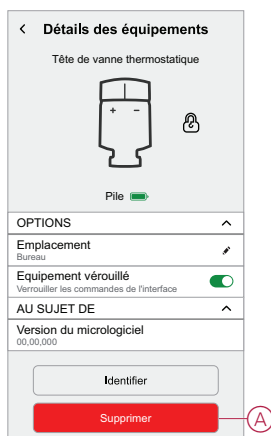 Détails des équipements
Tête de vanne thermostatique
+ -
Pile
OPTIONS
Emplacement
Bureau
Equipement vérouillé
Verrouiller les commandes de l'interface
AU SUJET DE
Version du micrologiciel
00,00,000
Identifier
Supprimer
A